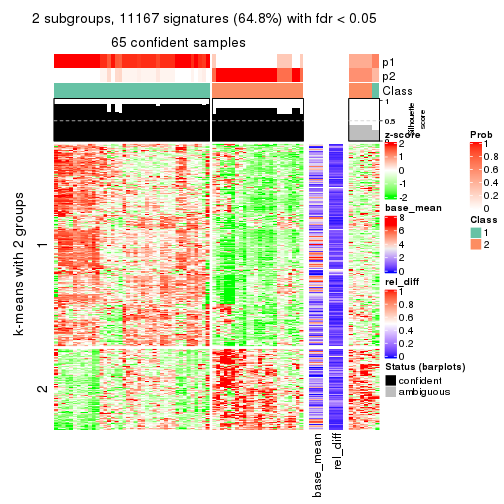 2 subgroups, 11167 signatures (64.8%) with fdr < 0.05
65 confident samples
p1
p2
Class
1
0.5
0
Silhouette
score
k-means with 2 groups
1
2
base_mean
rel_diff
z-score
2
1
0
-1
-2
base_mean
8
6
4
2
0
rel_diff
1
0.8
0.6
0.4
0.2
0
Status (barplots)
confident
ambiguous
Prob
1
0.8
0.6
0.4
0.2
0
Class
1
2